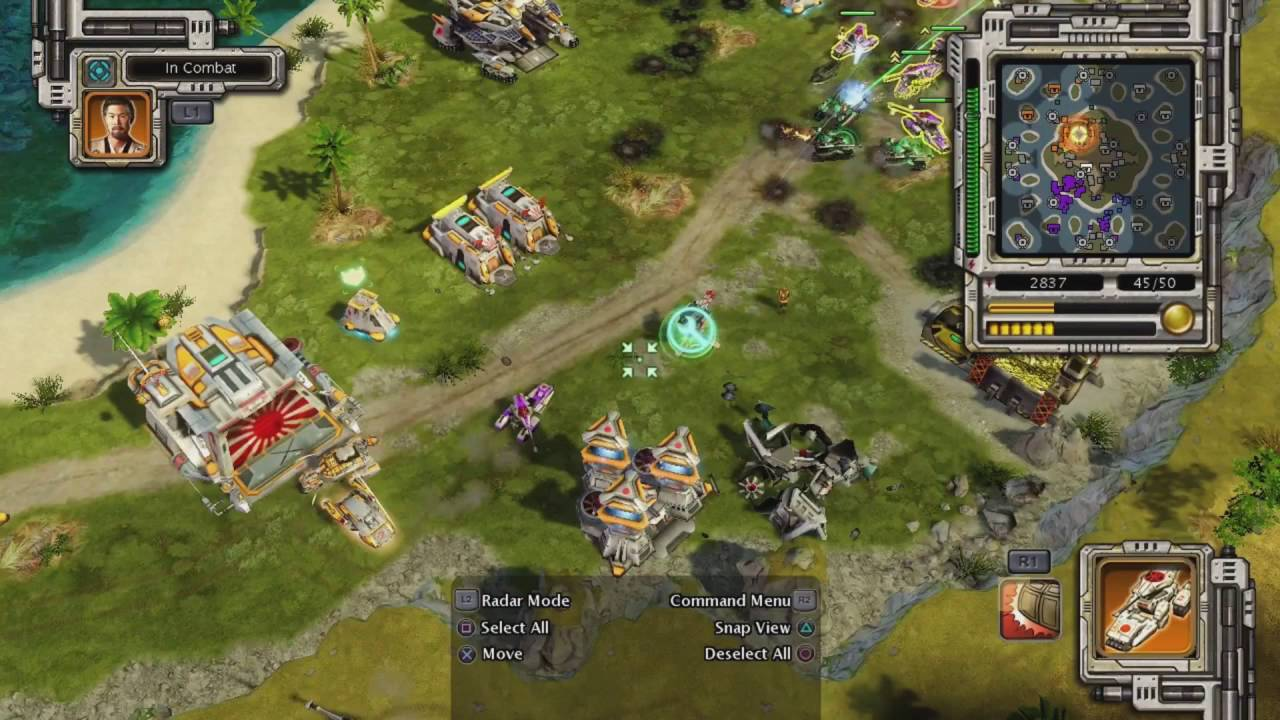 In Combat
L1
2837
45/50
R1
L2 Radar Mode
Command Menu R2
Select All
Snap View
Move
Deselect All